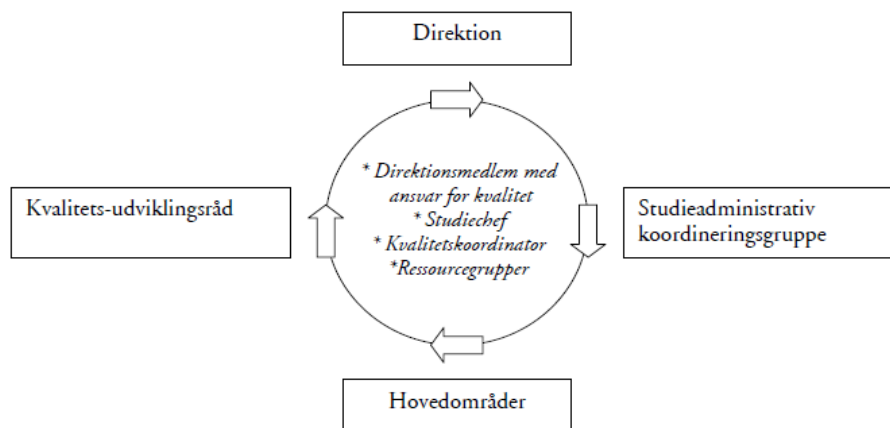 Direktion
* Direktionsmedlem med
ansvar for kvalitet
* Studiechef
* Kvalitetskoordinator
*Ressourcegrupper
Kvalitets-udviklingsråd
Studieadministrativ
koordineringsgruppe
Hovedområder